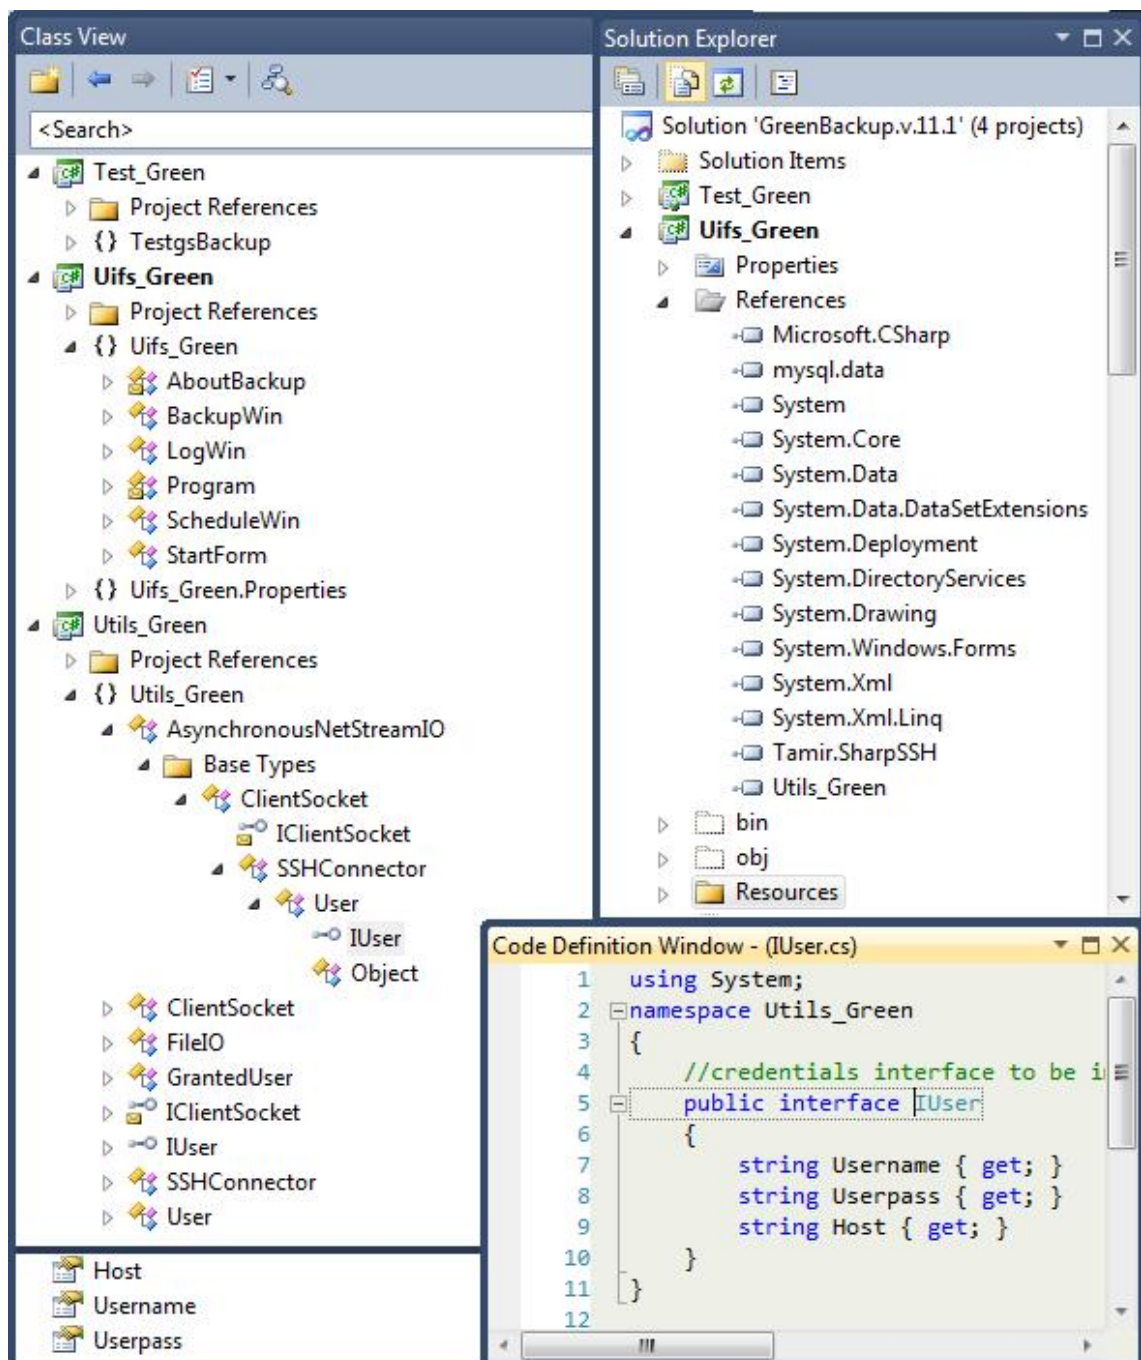 Class View
<Search>
Test_Green
Project References
{} TestgsBackup
Uifs_Green
Project References
{} Uifs_Green
AboutBackup
BackupWin
LogWin
Program
ScheduleWin
StartForm
{} Uifs_Green.Properties
Utils_Green
Project References
{} Utils_Green
AsynchronousNetStreamIO
Base Types
ClientSocket
IClientSocket
SSHConnector
User
IUser
Object
ClientSocket
FileIO
GrantedUser
IClientSocket
IUser
SSHConnector
User
Host
Username
Userpass
Solution Explorer
Solution 'GreenBackup.v.11.1' (4 projects)
Solution Items
Test_Green
Uifs_Green
Properties
References
Microsoft.CSharp
mysql.data
System
System.Core
System.Data
System.Data.DataSetExtensions
System.Deployment
System.DirectoryServices
System.Drawing
System.Windows.Forms
System.Xml
System.Xml.Linq
Tamir.SharpSSH
Utils_Green
bin
obj
Resources
Code Definition Window - (IUser.cs)
1 using System;
2 namespace Utils_Green
3 {
4 //credentials interface to be
5 public interface IUser
6 {
7 string Username { get; }
8 string Userpass { get; }
9 string Host { get; }
10 }
11 }
12